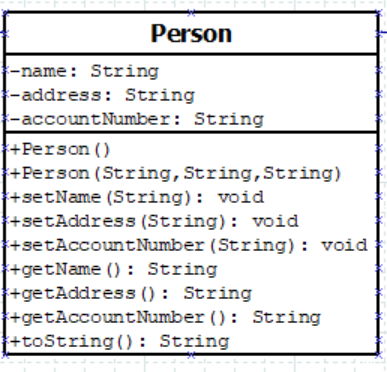 Person
-name: String
-address: String
-accountNumber: String
+Person()
+Person(String,String,String)
+setName(String): void
+setAddress(String): void
+setAccountNumber(String): void
+getName(): String
+getAddress(): String
+getAccountNumber(): String
+toString(): String